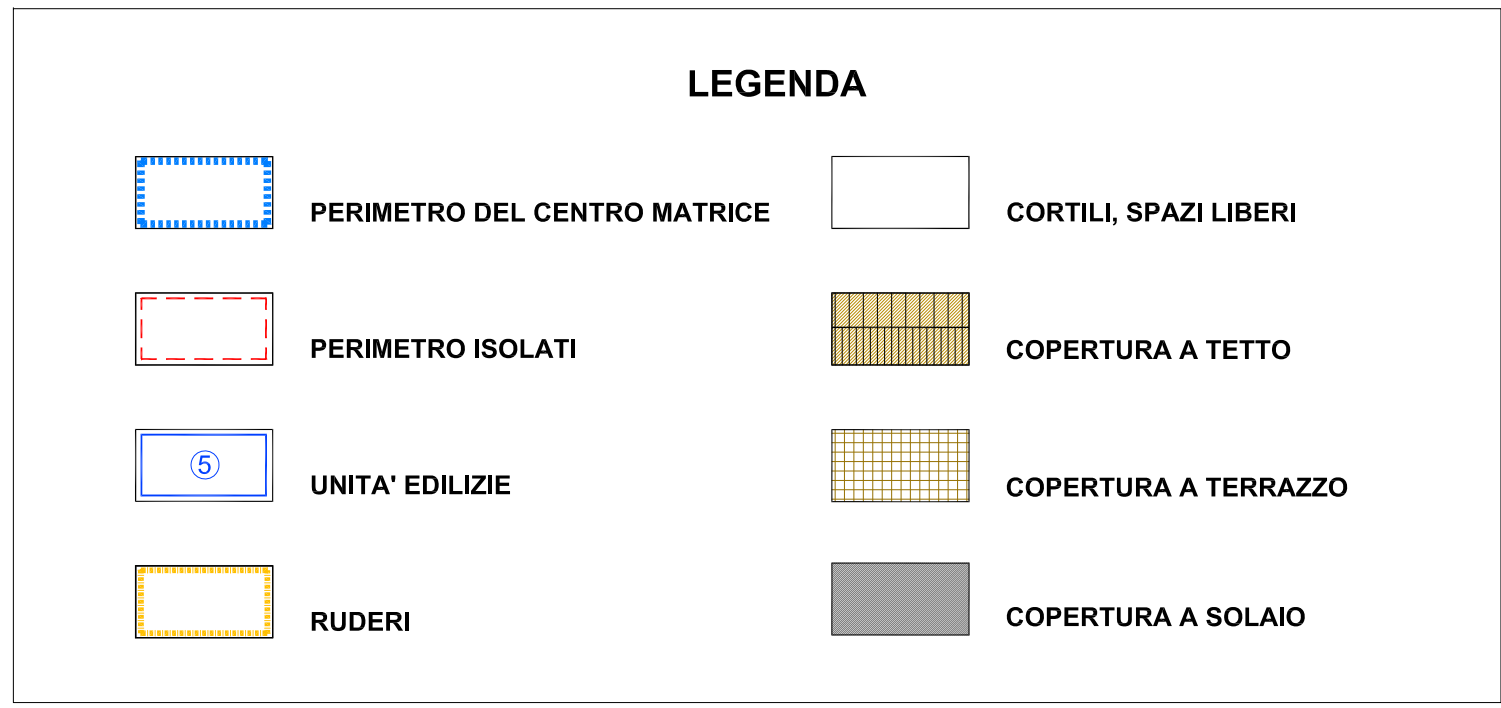 LEGENDA
PERIMETRO DEL CENTRO MATRICE
PERIMETRO ISOLATI
5
UNITA' EDILIZIE
RUDERI
CORTILI, SPAZI LIBERI
COPERTURA A TETTO
COPERTURA A TERRAZZO
COPERTURA A SOLAIO